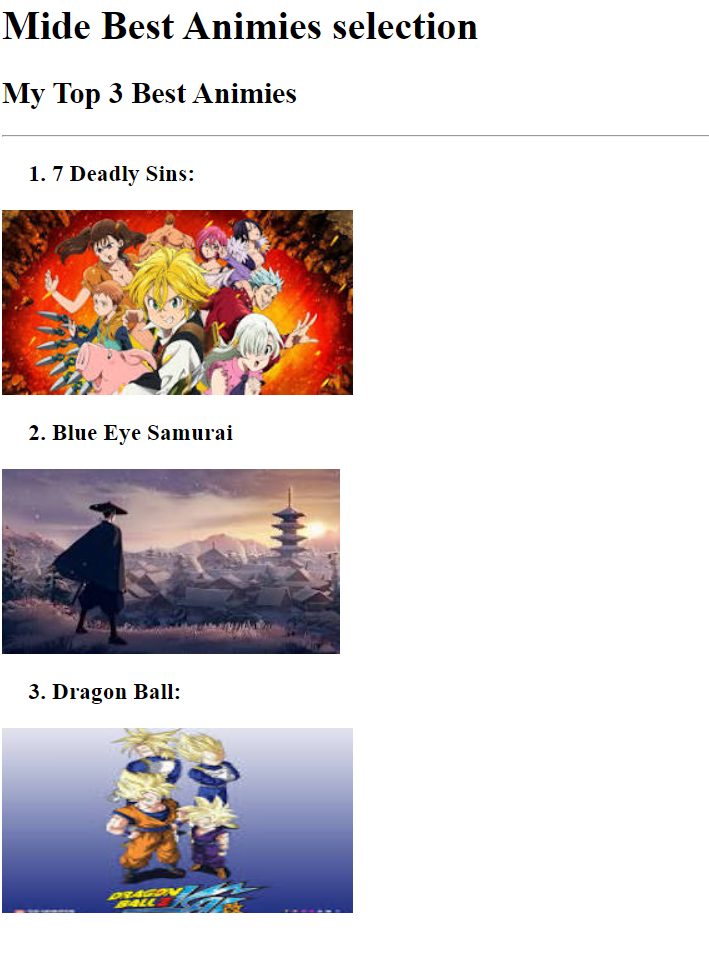 Mide Best Animies selection
My Top 3 Best Animies
1. 7 Deadly Sins:
2. Blue Eye Samurai
3. Dragon Ball:
DRAGON
BALL Z KAI
改